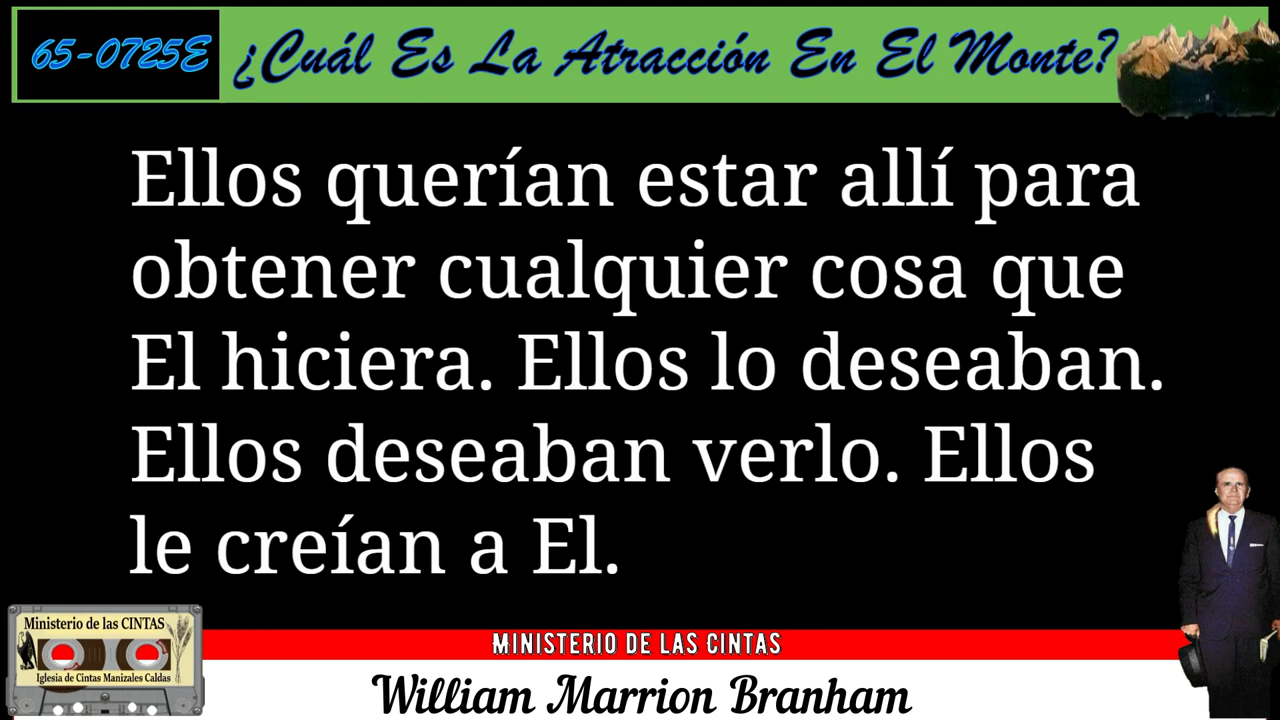 65-0725E ¿Cuál Es La Atracción En El Monte?
Ellos querían estar allí para
obtener cualquier cosa que
El hiciera. Ellos lo deseaban.
Ellos deseaban verlo. Ellos
le creían a El.
Ministerio de las CINTAS
Iglesia de Cintas Manizales Caldas
MINISTERIO DE LAS CINTAS
William Marrion Branham